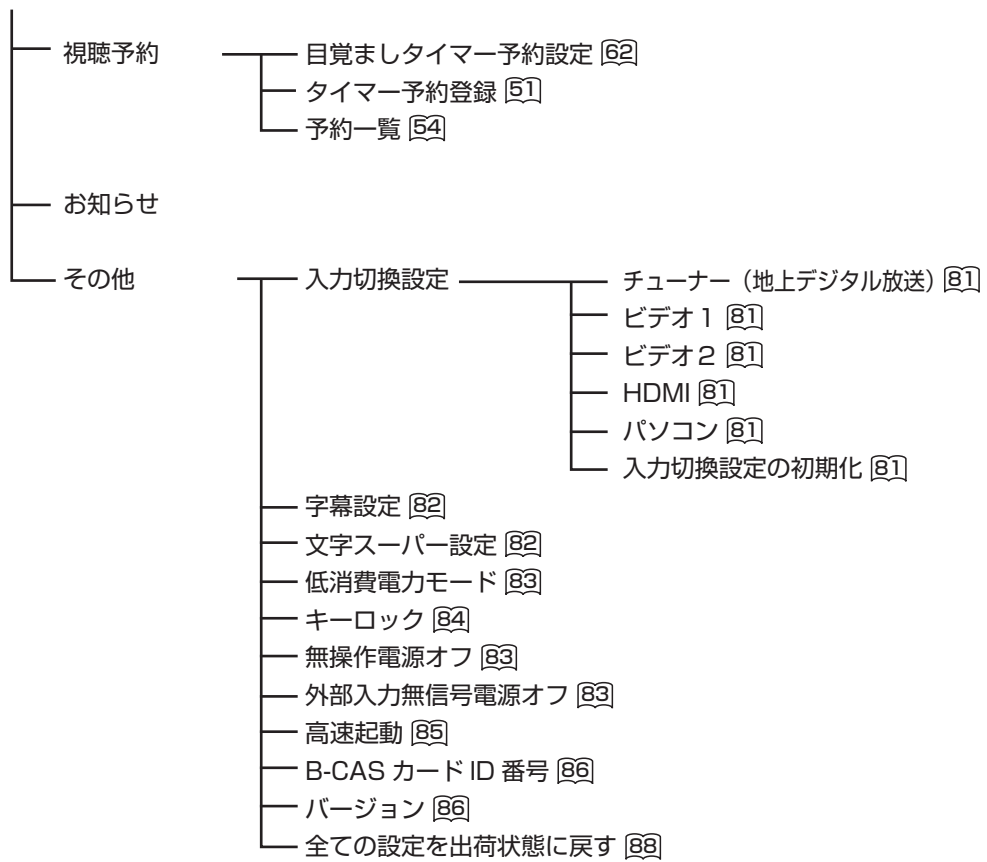 視聴予約 目覚ましタイマー予約設定 62
タイマー予約登録 51
予約一覧 54
お知らせ
その他 入力切換設定 チューナー（地上デジタル放送）81
ビデオ1 81
ビデオ2 81
HDMI 81
パソコン 81
入力切換設定の初期化 81
字幕設定 82
文字スーパー設定 82
低消費電力モード 83
キーロック 84
無操作電源オフ 83
外部入力無信号電源オフ 83
高速起動 85
B-CAS カード ID 番号 86
バージョン 86
全ての設定を出荷状態に戻す 88